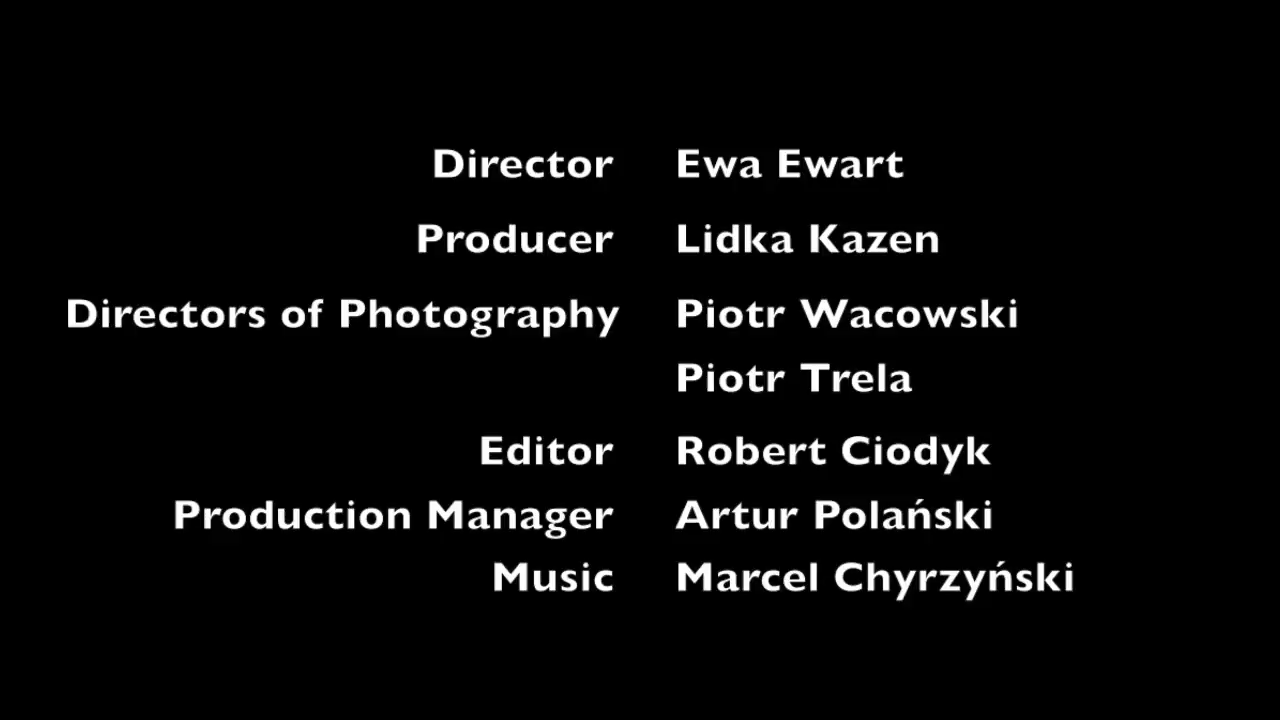 Director Ewa Ewart
Producer Lidka Kazen
Directors of Photography Piotr Wacowski
Piotr Trela
Editor Robert Ciodyk
Production Manager Artur Polański
Music Marcel Chyrzyński